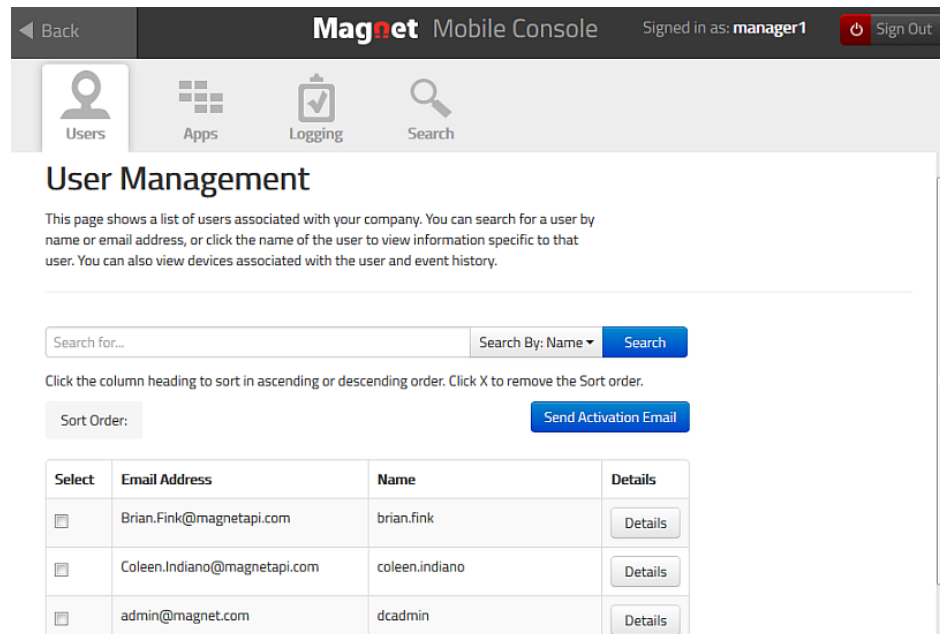 Back
Magnet Mobile Console
Signed in as: manager1
Sign Out
Users
Apps
Logging
Search
User Management
This page shows a list of users associated with your company. You can search for a user by
name or email address, or click the name of the user to view information specific to that
user. You can also view devices associated with the user and event history.
Search for...
Search By: Name
Search
Click the column heading to sort in ascending or descending order. Click X to remove the Sort order.
Sort Order:
Send Activation Email
Select Email Address Name Details
Brian.Fink@magnetapi.com brian.fink Details
Coleen.Indiano@magnetapi.com coleen.indiano Details
admin@magnet.com dcadmin Details